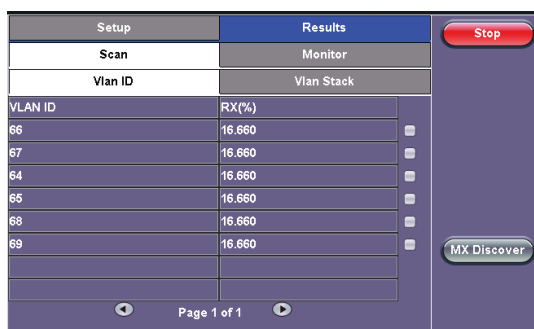 Setup Results Stop
Scan Monitor
Vlan ID Vlan Stack
VLAN ID RX(%)
66 16.660
67 16.660
64 16.660
65 16.660
68 16.660
69 16.660
MX Discover
Page 1 of 1